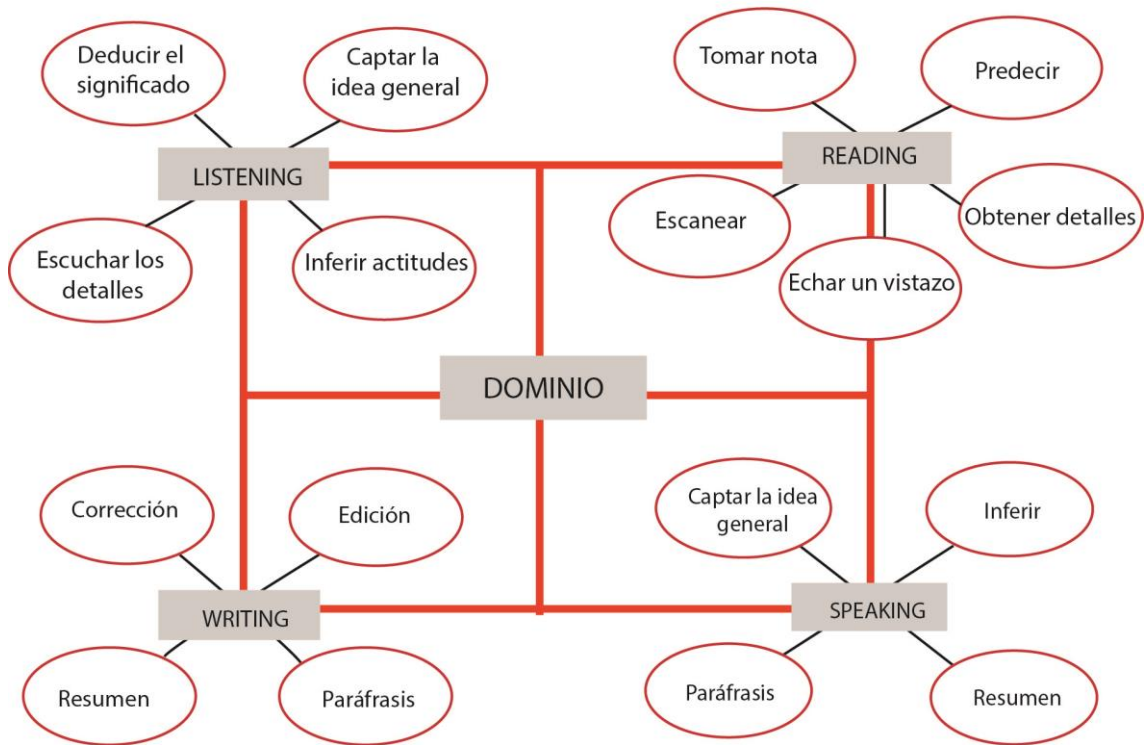 Deducir el
significado
Captar la
idea general
LISTENING
Escuchar los
detalles
Inferir actitudes
Tomar nota
Predecir
READING
Escanear
Obtener detalles
Echar un vistazo
DOMINIO
Corrección
Edición
WRITING
Resumen
Paráfrasis
Captar la idea
general
Inferir
SPEAKING
Paráfrasis
Resumen